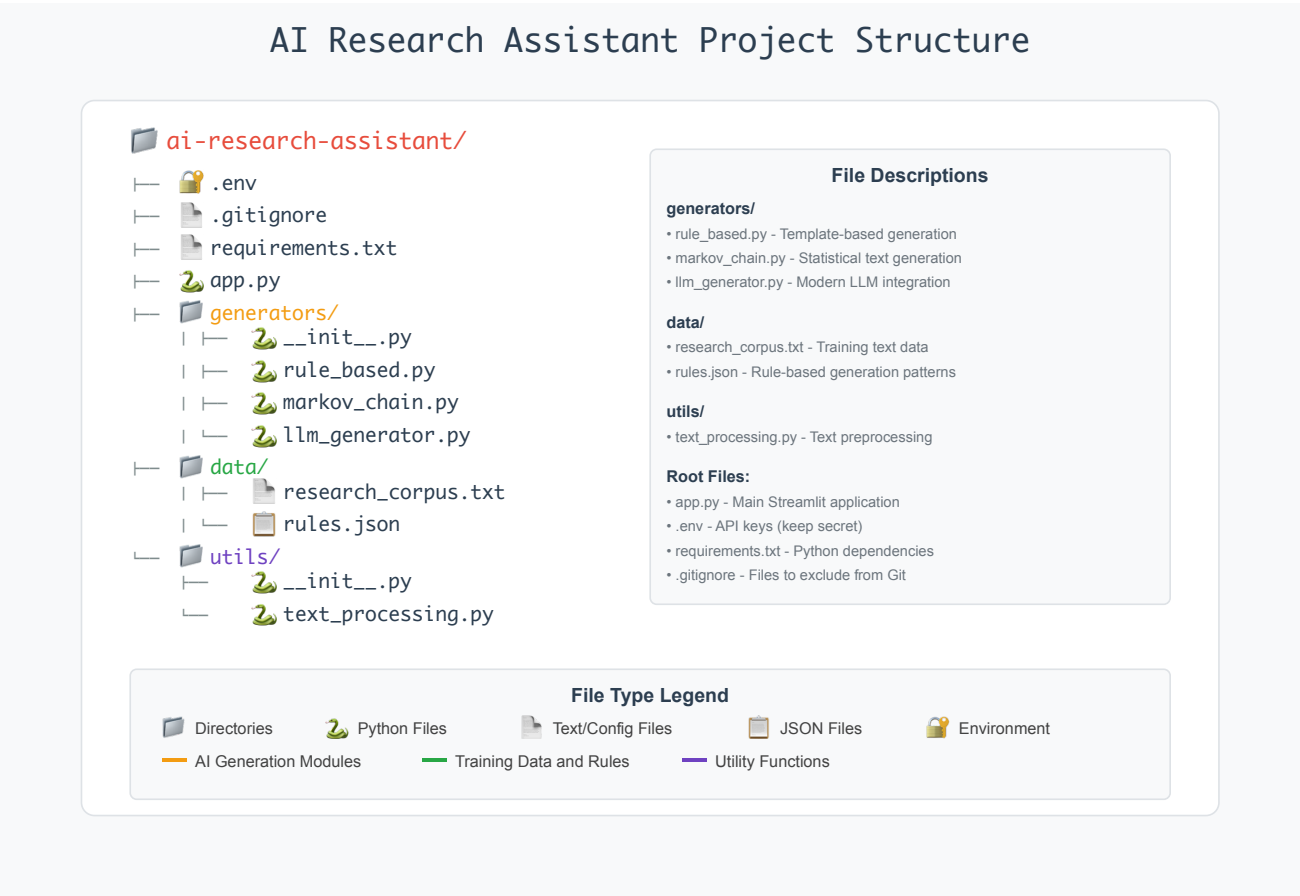 AI Research Assistant Project Structure
ai-research-assistant/
├── .env
├── .gitignore
├── requirements.txt
├── app.py
├── generators/
│ ├── __init__.py
│ ├── rule_based.py
│ ├── markov_chain.py
│ └── llm_generator.py
├── data/
│ ├── research_corpus.txt
│ └── rules.json
└── utils/
├── __init__.py
└── text_processing.py
File Descriptions
generators/
• rule_based.py - Template-based generation
• markov_chain.py - Statistical text generation
• llm_generator.py - Modern LLM integration
data/
• research_corpus.txt - Training text data
• rules.json - Rule-based generation patterns
utils/
• text_processing.py - Text preprocessing
Root Files:
• app.py - Main Streamlit application
• .env - API keys (keep secret)
• requirements.txt - Python dependencies
• .gitignore - Files to exclude from Git
File Type Legend
Directories Python Files Text/Config Files JSON Files Environment
AI Generation Modules Training Data and Rules Utility Functions